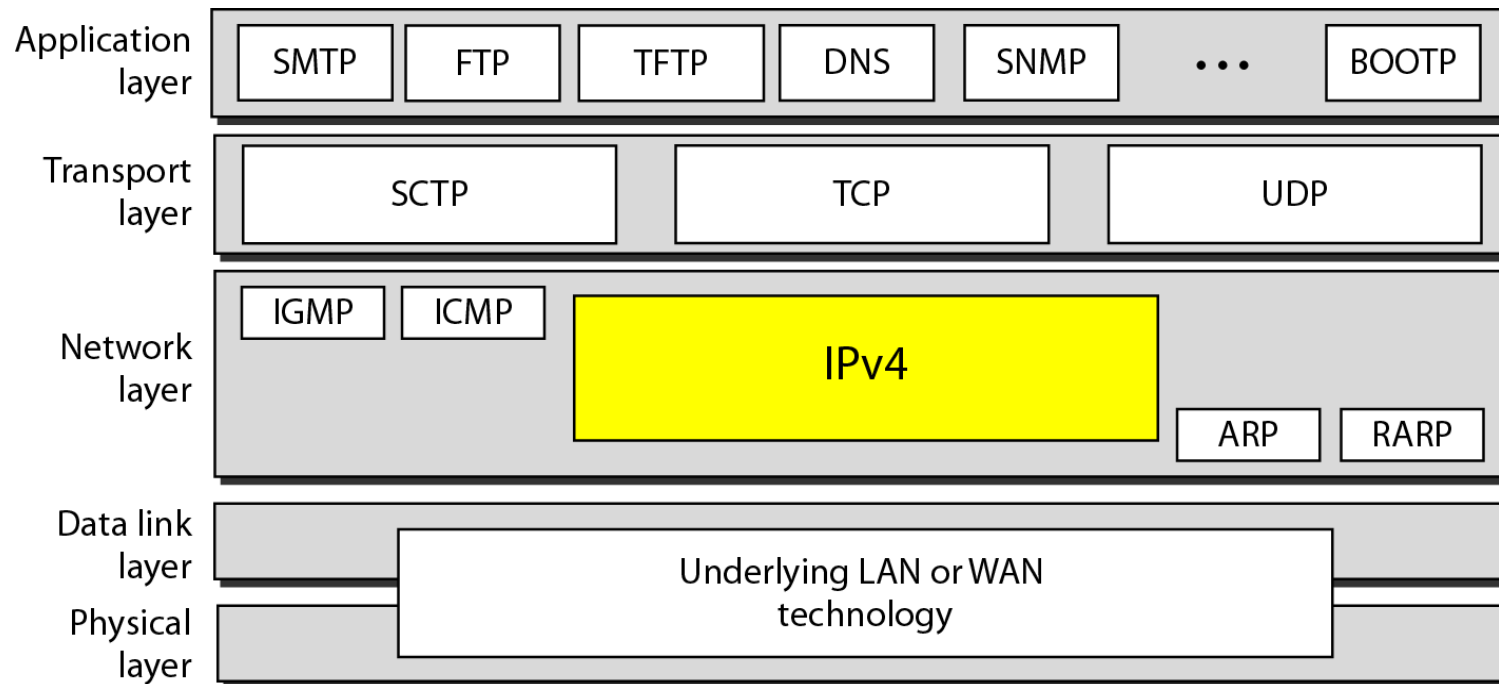 Application
layer
SMTP
FTP
TFTP
DNS
SNMP
...
BOOTP
Transport
layer
SCTP
TCP
UDP
Network
layer
IGMP
ICMP
IPv4
ARP
RARP
Data link
layer
Underlying LAN or WAN
technology
Physical
layer